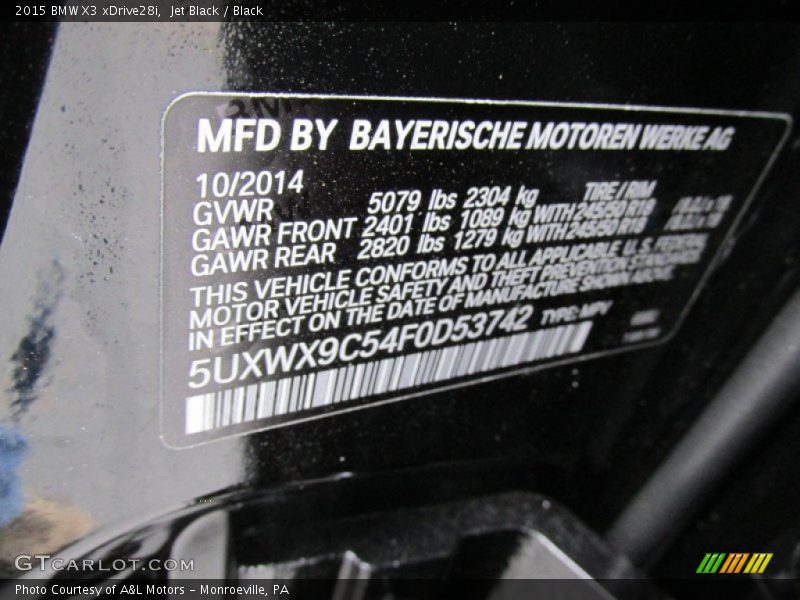 2015 BMW X3 xDrive28i, Jet Black / Black
MFD BY BAYERISCHE MOTOREN WERKE AG
10/2014
GVWR 5079 lbs 2304 kg TIRE / RIM
GAWR FRONT 2401 lbs 1089 kg WITH 245/50 R18
GAWR REAR 2820 lbs 1279 kg WITH 245/50 R18
THIS VEHICLE CONFORMS TO ALL APPLICABLE U.S. FEDERAL
MOTOR VEHICLE SAFETY AND THEFT PREVENTION STANDARDS
IN EFFECT ON THE DATE OF MANUFACTURE SHOWN ABOVE
5UXWX9C54F0D53742 TYPE: MPV
GTCARLOT.COM
Photo Courtesy of A&L Motors – Monroeville, PA